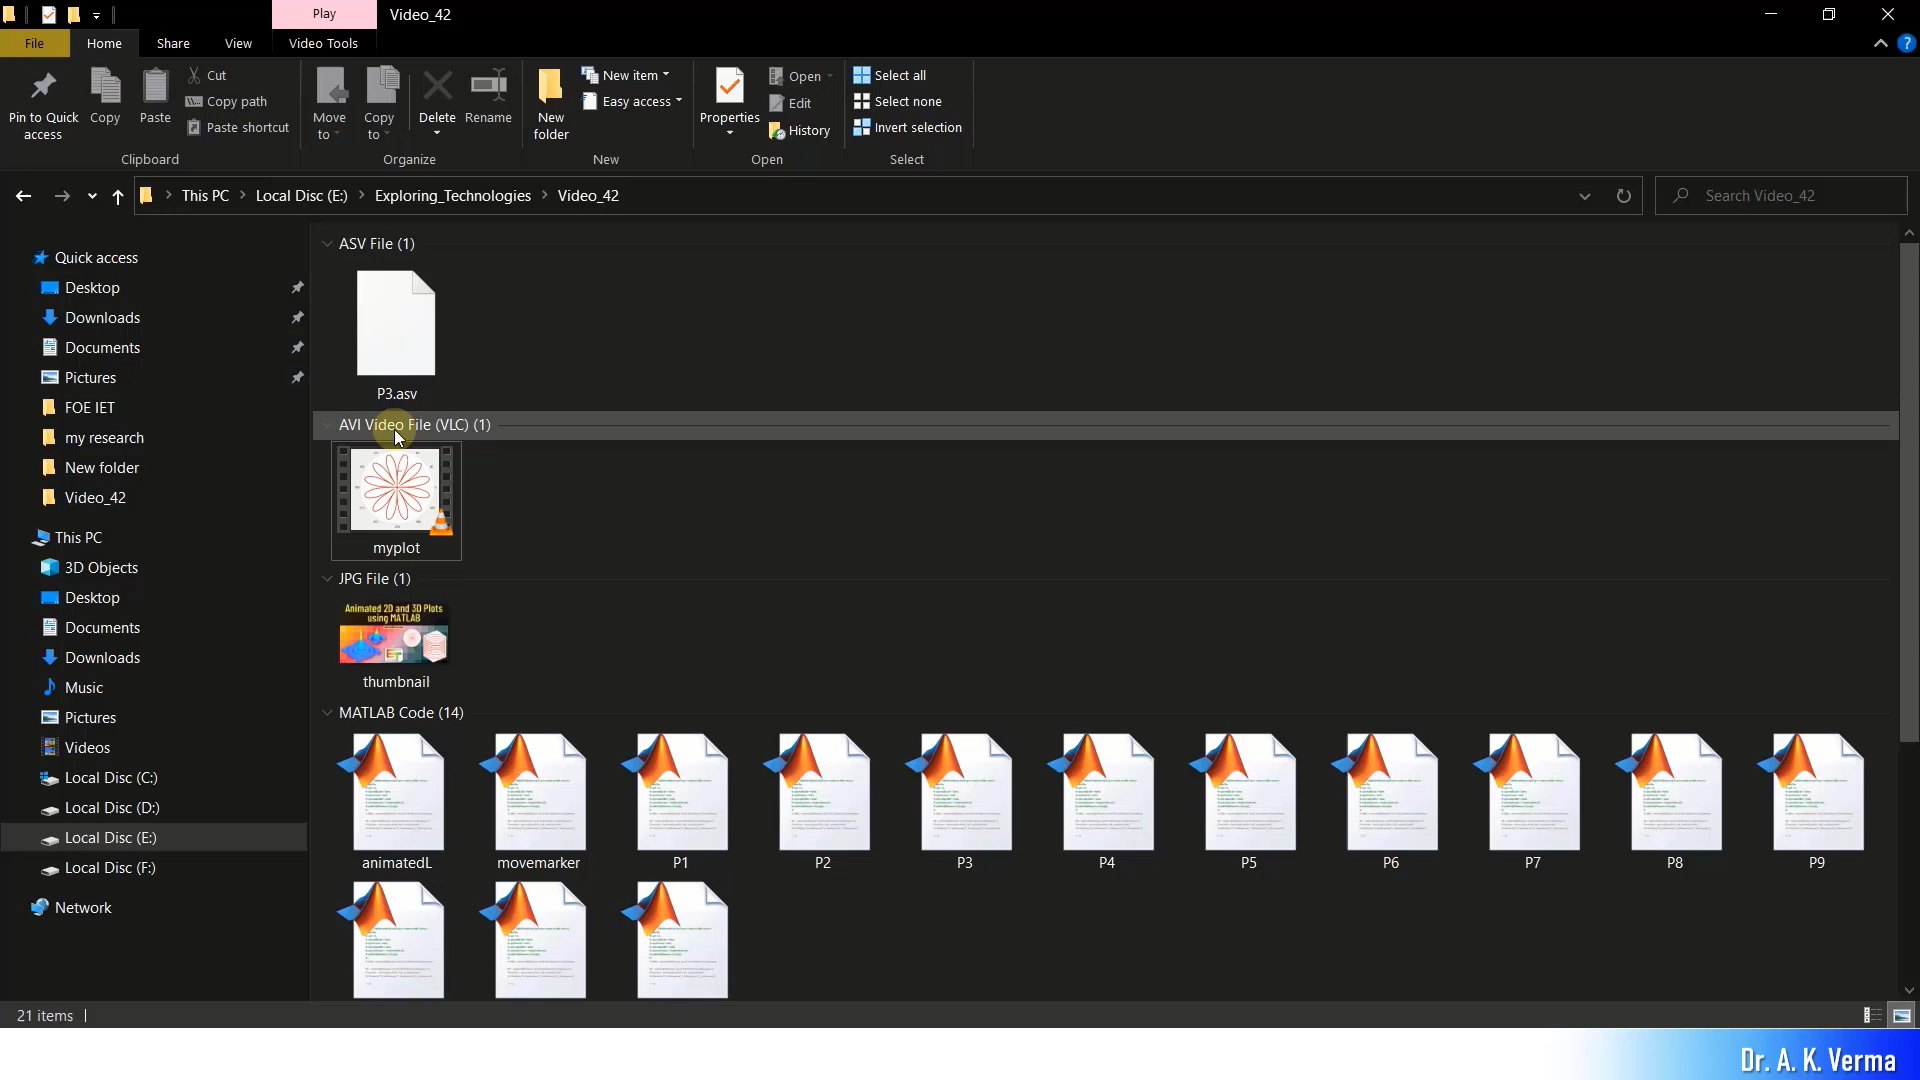 Play
Video_42
File
Home
Share
View
Video Tools
Pin to Quick
access
Copy
Paste
Cut
Copy path
Paste shortcut
Clipboard
Move
to
Copy
to
Delete
Rename
Organize
New
folder
New item
Easy access
New
Properties
Open
Edit
History
Open
Select all
Select none
Invert selection
Select
This PC
Local Disc (E:)
Exploring_Technologies
Video_42
Search Video_42
Quick access
Desktop
Downloads
Documents
Pictures
FOE IET
my research
New folder
Video_42
This PC
3D Objects
Desktop
Documents
Downloads
Music
Pictures
Videos
Local Disc (C:)
Local Disc (D:)
Local Disc (E:)
Local Disc (F:)
Network
ASV File (1)
P3.asv
AVI Video File (VLC) (1)
myplot
JPG File (1)
Animated 2D and 3D Plots
using MATLAB
thumbnail
MATLAB Code (14)
animatedL
movemarker
P1
P2
P3
P4
P5
P6
P7
P8
P9
21 items
Dr. A. K. Verma